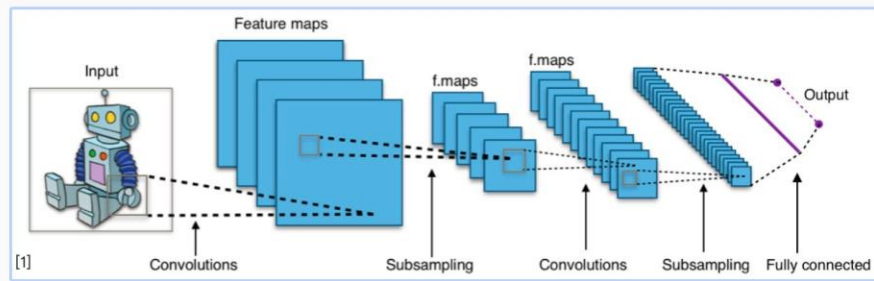 Feature maps
Input
f.maps
f.maps
Output
[1]
Convolutions
Subsampling
Convolutions
Subsampling
Fully connected